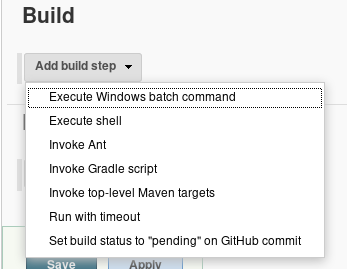 Build
Add build step
Execute Windows batch command
Execute shell
Invoke Ant
Invoke Gradle script
Invoke top-level Maven targets
Run with timeout
Set build status to "pending" on GitHub commit
Save
Apply